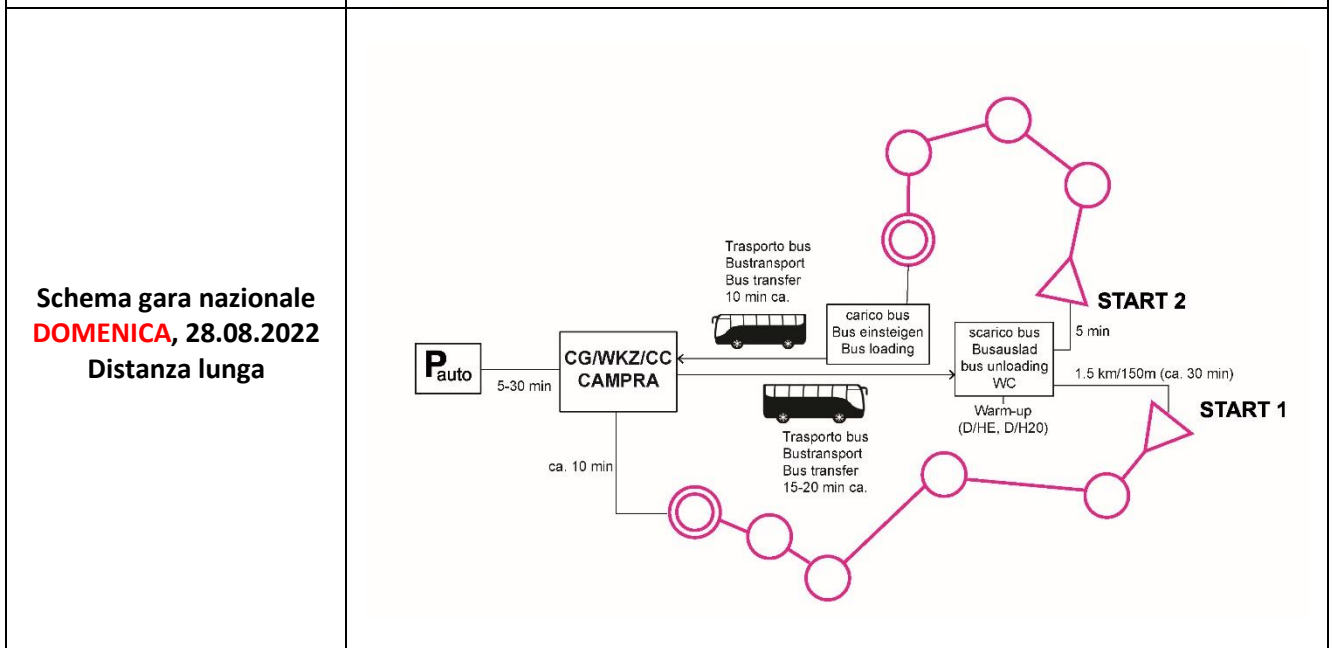 Schema gara nazionale
DOMENICA, 28.08.2022
Distanza lunga
Trasporto bus
Bustransport
Bus transfer
10 min ca.
carico bus
Bus einsteigen
Bus loading
START 2
5 min
scarico bus
Busauslad
bus unloading
WC
1.5 km/150m (ca. 30 min)
START 1
Warm-up
(D/HE, D/H20)
P auto
5-30 min
CG/WKZ/CC
CAMPRA
Trasporto bus
Bustransport
Bus transfer
15-20 min ca.
ca. 10 min